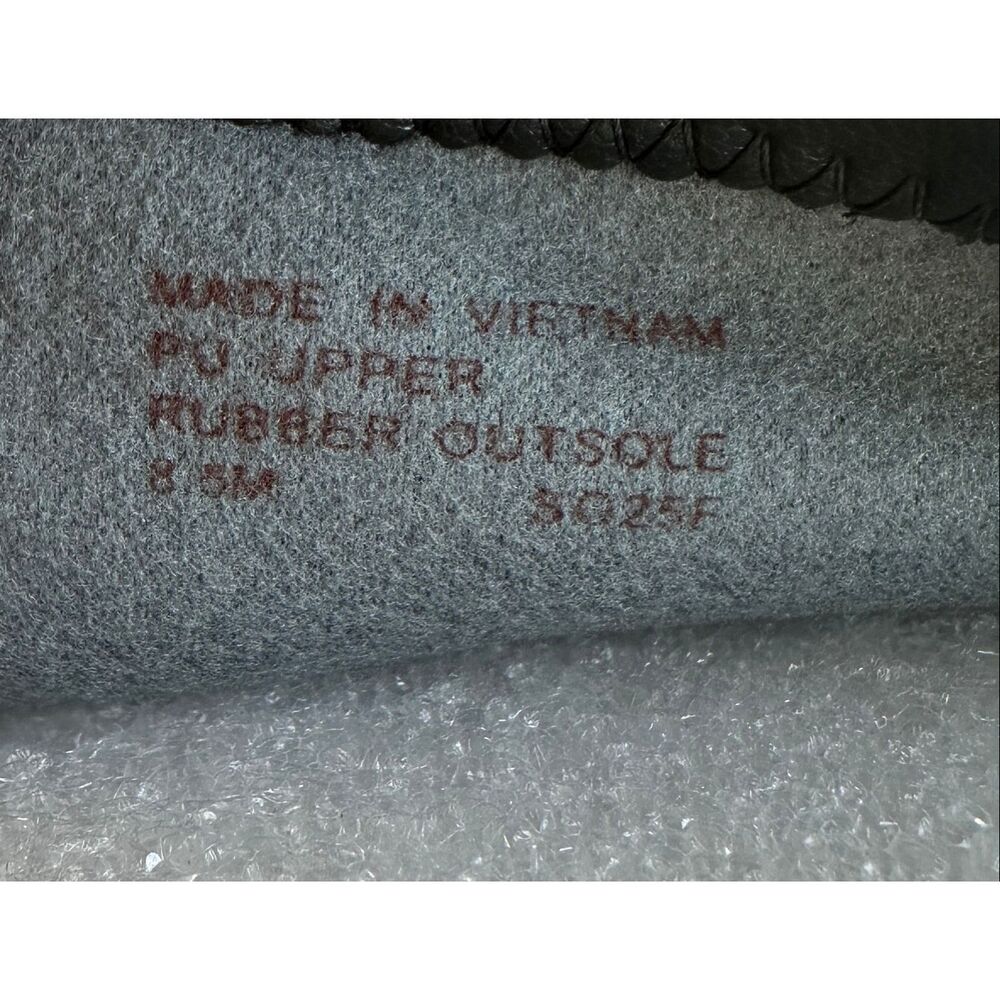 MADE IN VIETNAM
PU UPPER
RUBBER OUTSOLE
8.5M SO25F